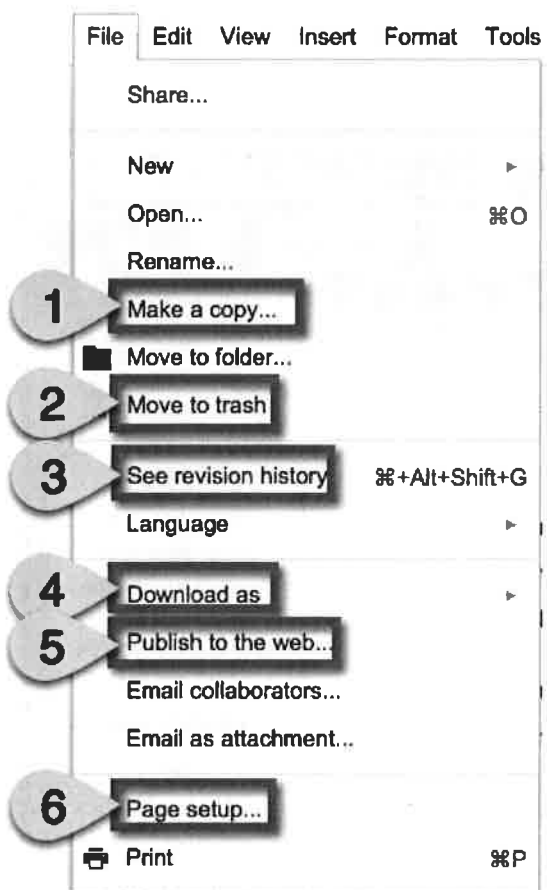 File Edit View Insert Format Tools
Share...
New
Open... ⌘O
Rename...
1 Make a copy...
Move to folder...
2 Move to trash
3 See revision history ⌘+Alt+Shift+G
Language
4 Download as
5 Publish to the web...
Email collaborators...
Email as attachment...
6 Page setup...
Print ⌘P